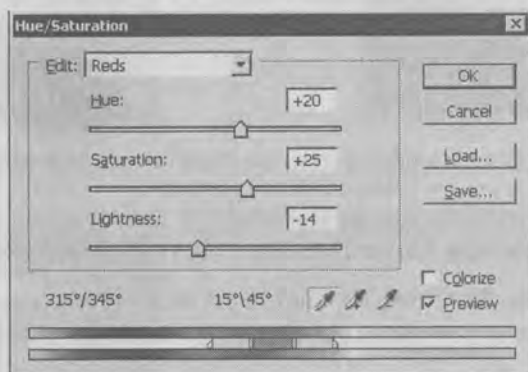 Hue/Saturation
Edit: Reds
Hue: +20
Saturation: +25
Lightness: -14
315°/345° 15°\45°
OK
Cancel
Load...
Save...
Colorize
Preview